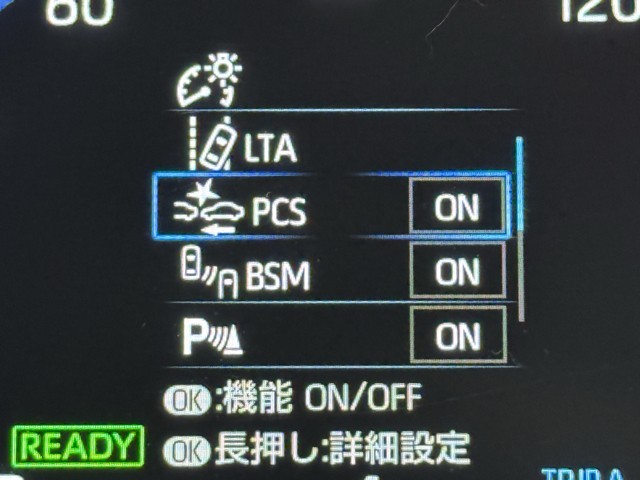 60 120
LTA
PCS ON
BSM ON
P ON
OK:機能 ON/OFF
READY OK長押し:詳細設定
TRIP A